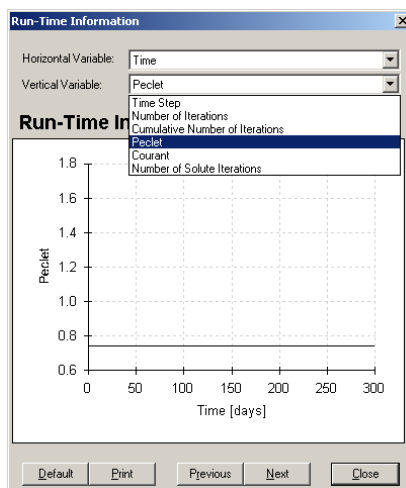 Run-Time Information
Horizontal Variable: Time
Vertical Variable: Peclet
Time Step
Number of Iterations
Cumulative Number of Iterations
Peclet
Courant
Number of Solute Iterations
Run-Time In
1.8
1.6
1.4
1.2
1.0
0.8
0.6
Peclet
0 50 100 150 200 250 300
Time [days]
Default Print Previous Next Close